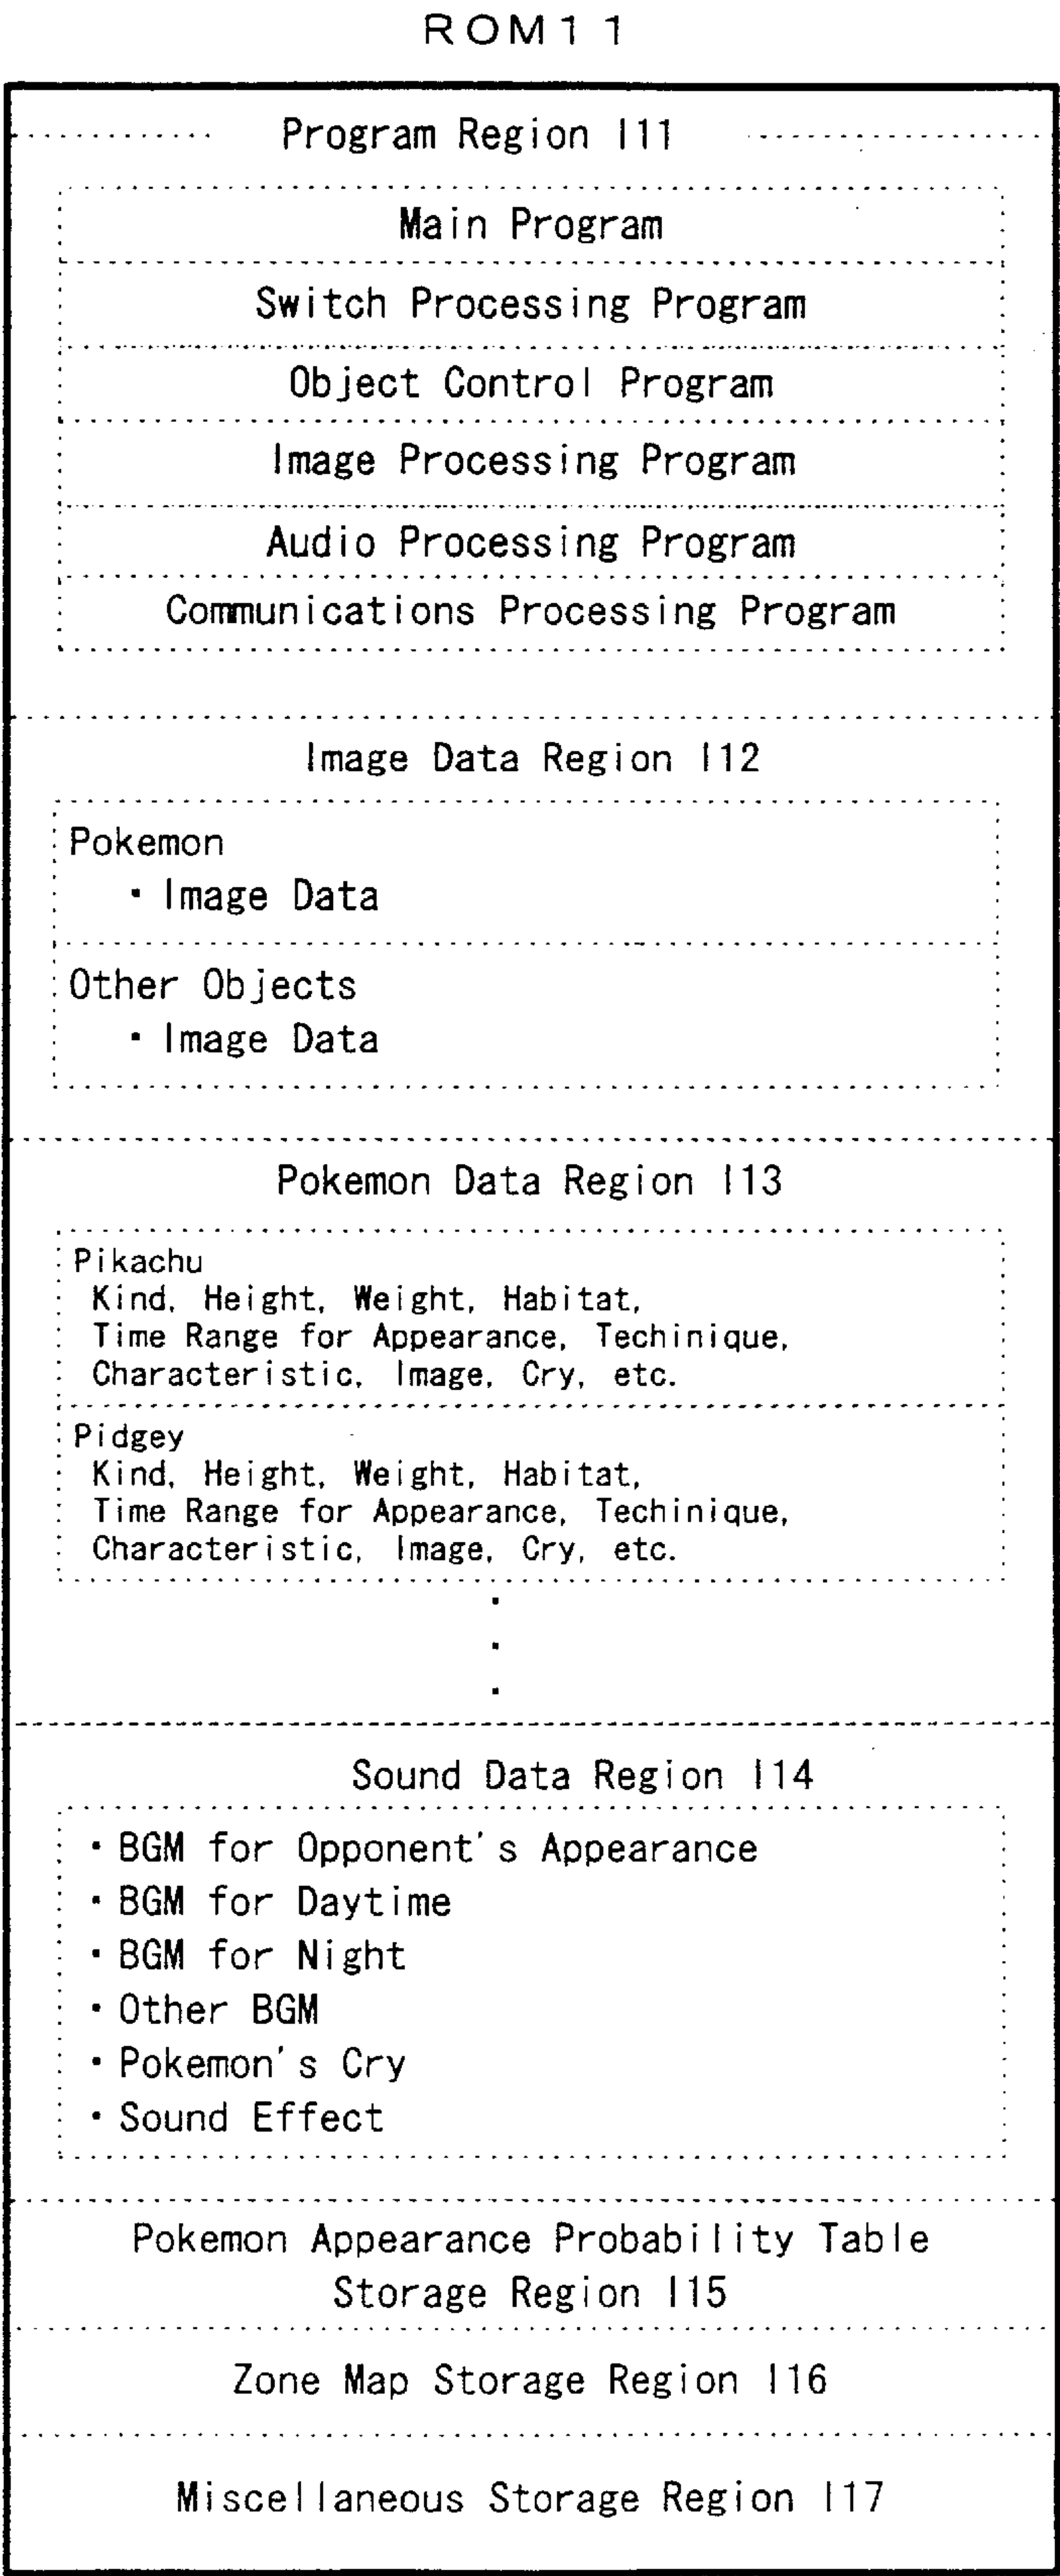 ROM11
Program Region 111
Main Program
Switch Processing Program
Object Control Program
Image Processing Program
Audio Processing Program
Communications Processing Program
Image Data Region 112
Pokemon
・Image Data
Other Objects
・Image Data
Pokemon Data Region 113
Pikachu
Kind, Height, Weight, Habitat,
Time Range for Appearance, Techinique,
Characteristic, Image, Cry, etc.
Pidgey
Kind, Height, Weight, Habitat,
Time Range for Appearance, Techinique,
Characteristic, Image, Cry, etc.
Sound Data Region 114
・BGM for Opponent's Appearance
・BGM for Daytime
・BGM for Night
・Other BGM
・Pokemon's Cry
・Sound Effect
Pokemon Appearance Probability Table
Storage Region 115
Zone Map Storage Region 116
Miscellaneous Storage Region 117